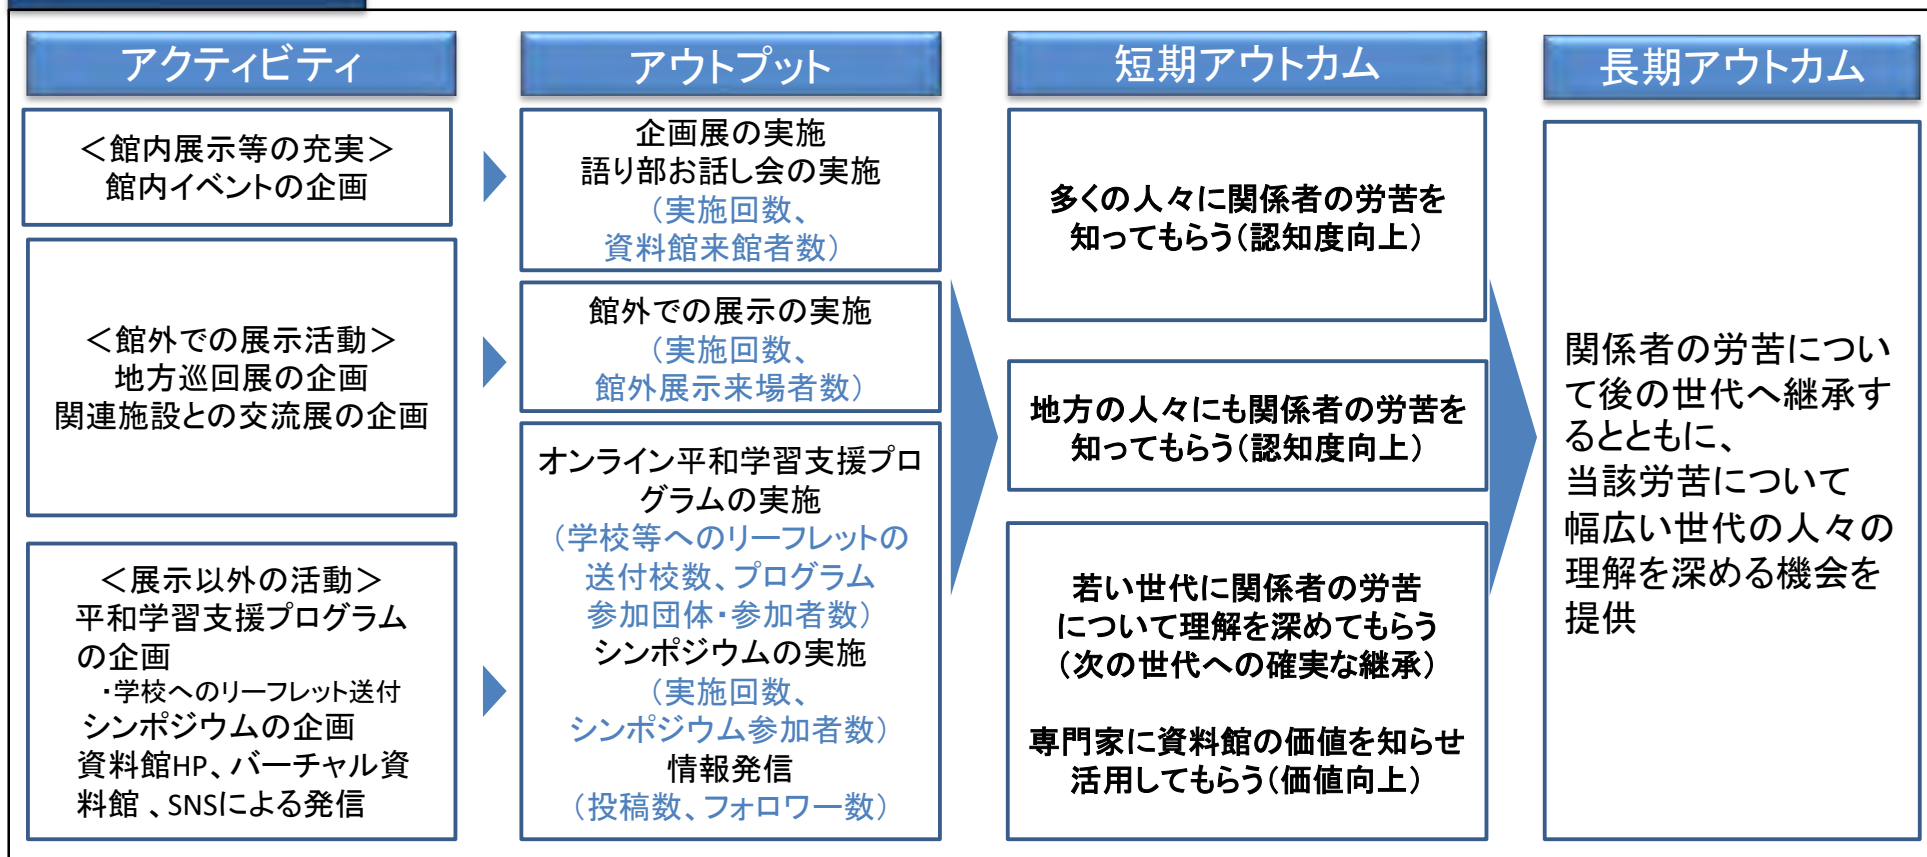 アクティビティ
＜館内展示等の充実＞
館内イベントの企画
＜館外での展示活動＞
地方巡回展の企画
関連施設との交流展の企画
＜展示以外の活動＞
平和学習支援プログラム
の企画
・学校へのリーフレット送付
シンポジウムの企画
資料館HP、バーチャル資
料館 、SNSによる発信
アウトプット
企画展の実施
語り部お話し会の実施
（実施回数、
資料館来館者数）
館外での展示の実施
（実施回数、
館外展示来場者数）
オンライン平和学習支援プロ
グラムの実施
（学校等へのリーフレットの
送付校数、プログラム
参加団体・参加者数）
シンポジウムの実施
（実施回数、
シンポジウム参加者数）
情報発信
（投稿数、フォロワー数）
短期アウトカム
多くの人々に関係者の労苦を
知ってもらう（認知度向上）
地方の人々にも関係者の労苦を
知ってもらう（認知度向上）
若い世代に関係者の労苦
について理解を深めてもらう
（次の世代への確実な継承）
専門家に資料館の価値を知らせ
活用してもらう（価値向上）
長期アウトカム
関係者の労苦につい
て後の世代へ継承す
るとともに、
当該労苦について
幅広い世代の人々の
理解を深める機会を
提供